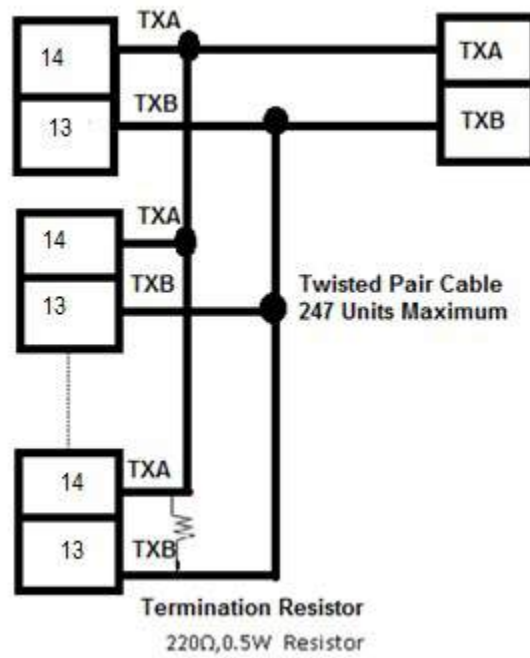 TXA
14
TXA
TXB
13
TXB
TXA
14
TXB
13
Twisted Pair Cable
247 Units Maximum
TXA
14
TXB
13
Termination Resistor
220Ω,0.5W Resistor